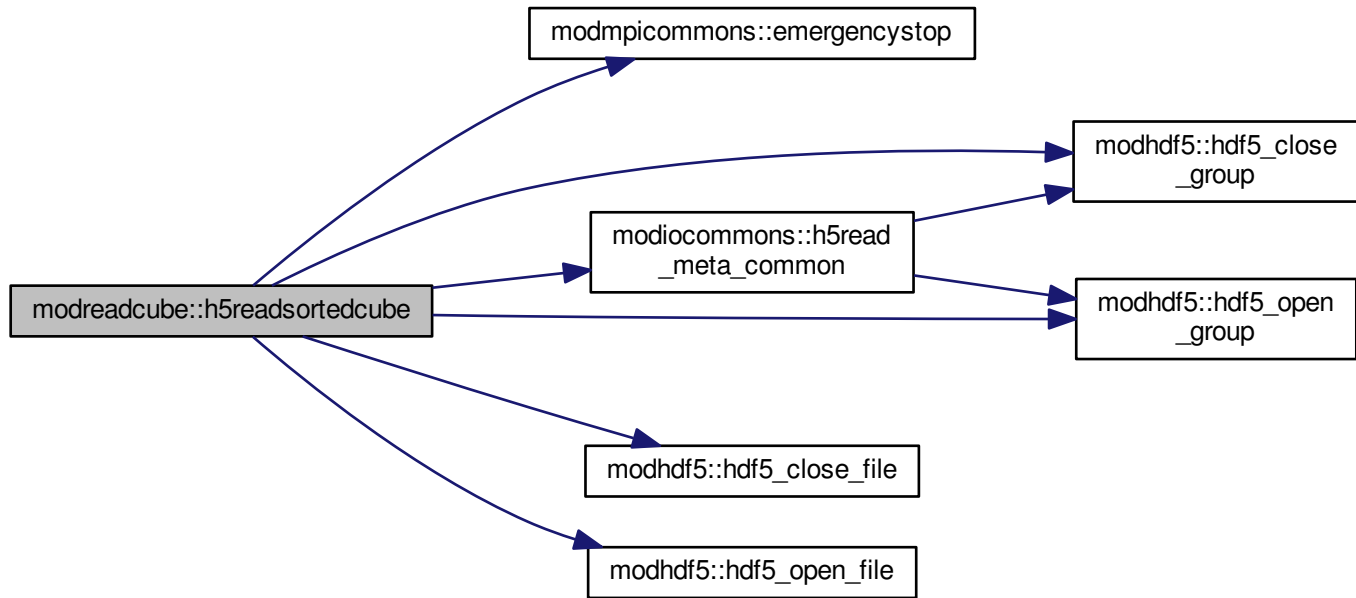 modmpicommons::emergencystop
modhdf5::hdf5_close
_group
modiocommons::h5read
_meta_common
modreadcube::h5readsortedcube
modhdf5::hdf5_open
_group
modhdf5::hdf5_close_file
modhdf5::hdf5_open_file